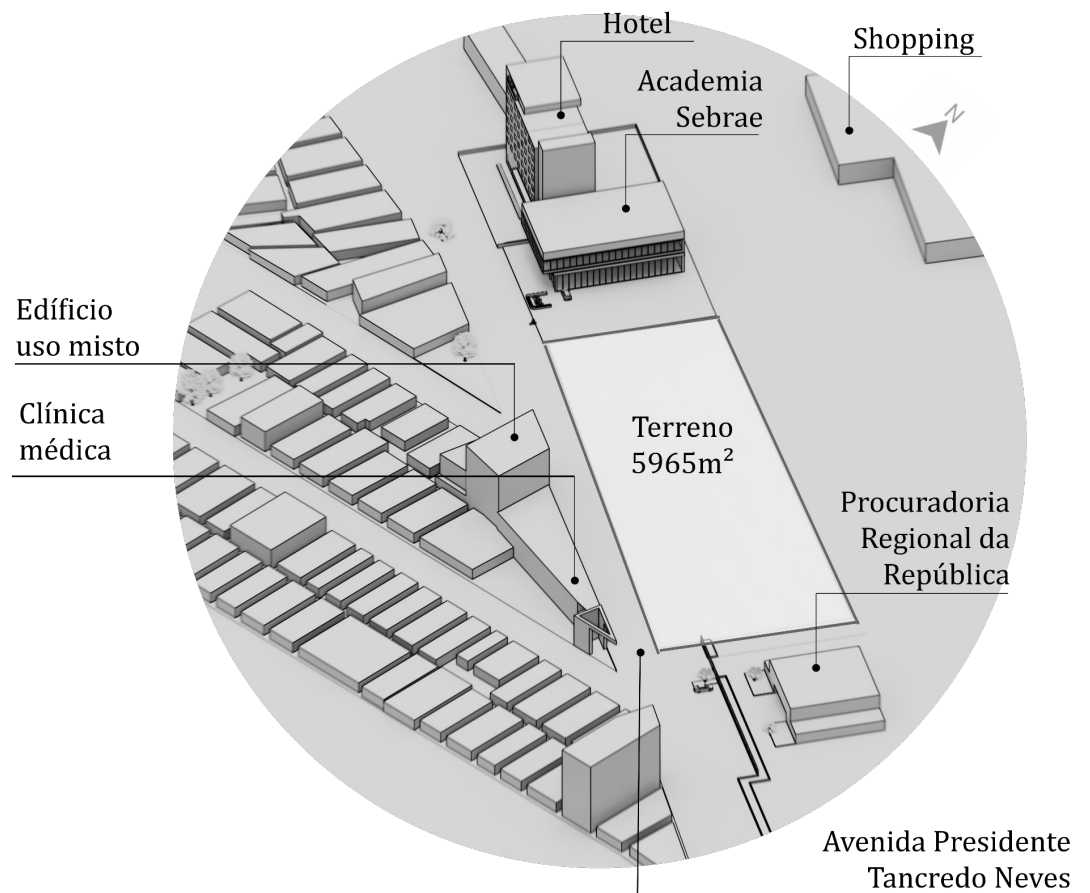 Hotel
Shopping
Academia
Sebrae
N
Edíficio
uso misto
Clínica
médica
Terreno
5965m²
Procuradoria
Regional da
República
Avenida Presidente
Tancredo Neves